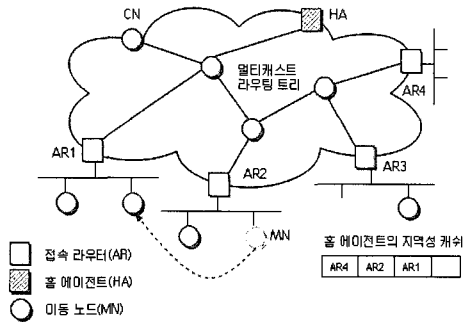 CN
HA
멀티캐스트
라우팅 트리
AR4
AR1
AR2
AR3
MN
접속 라우터(AR)
홈 에이전트(HA)
이동 노드(MN)
홈 에이전트의 지역성 캐쉬
AR4 AR2 AR1